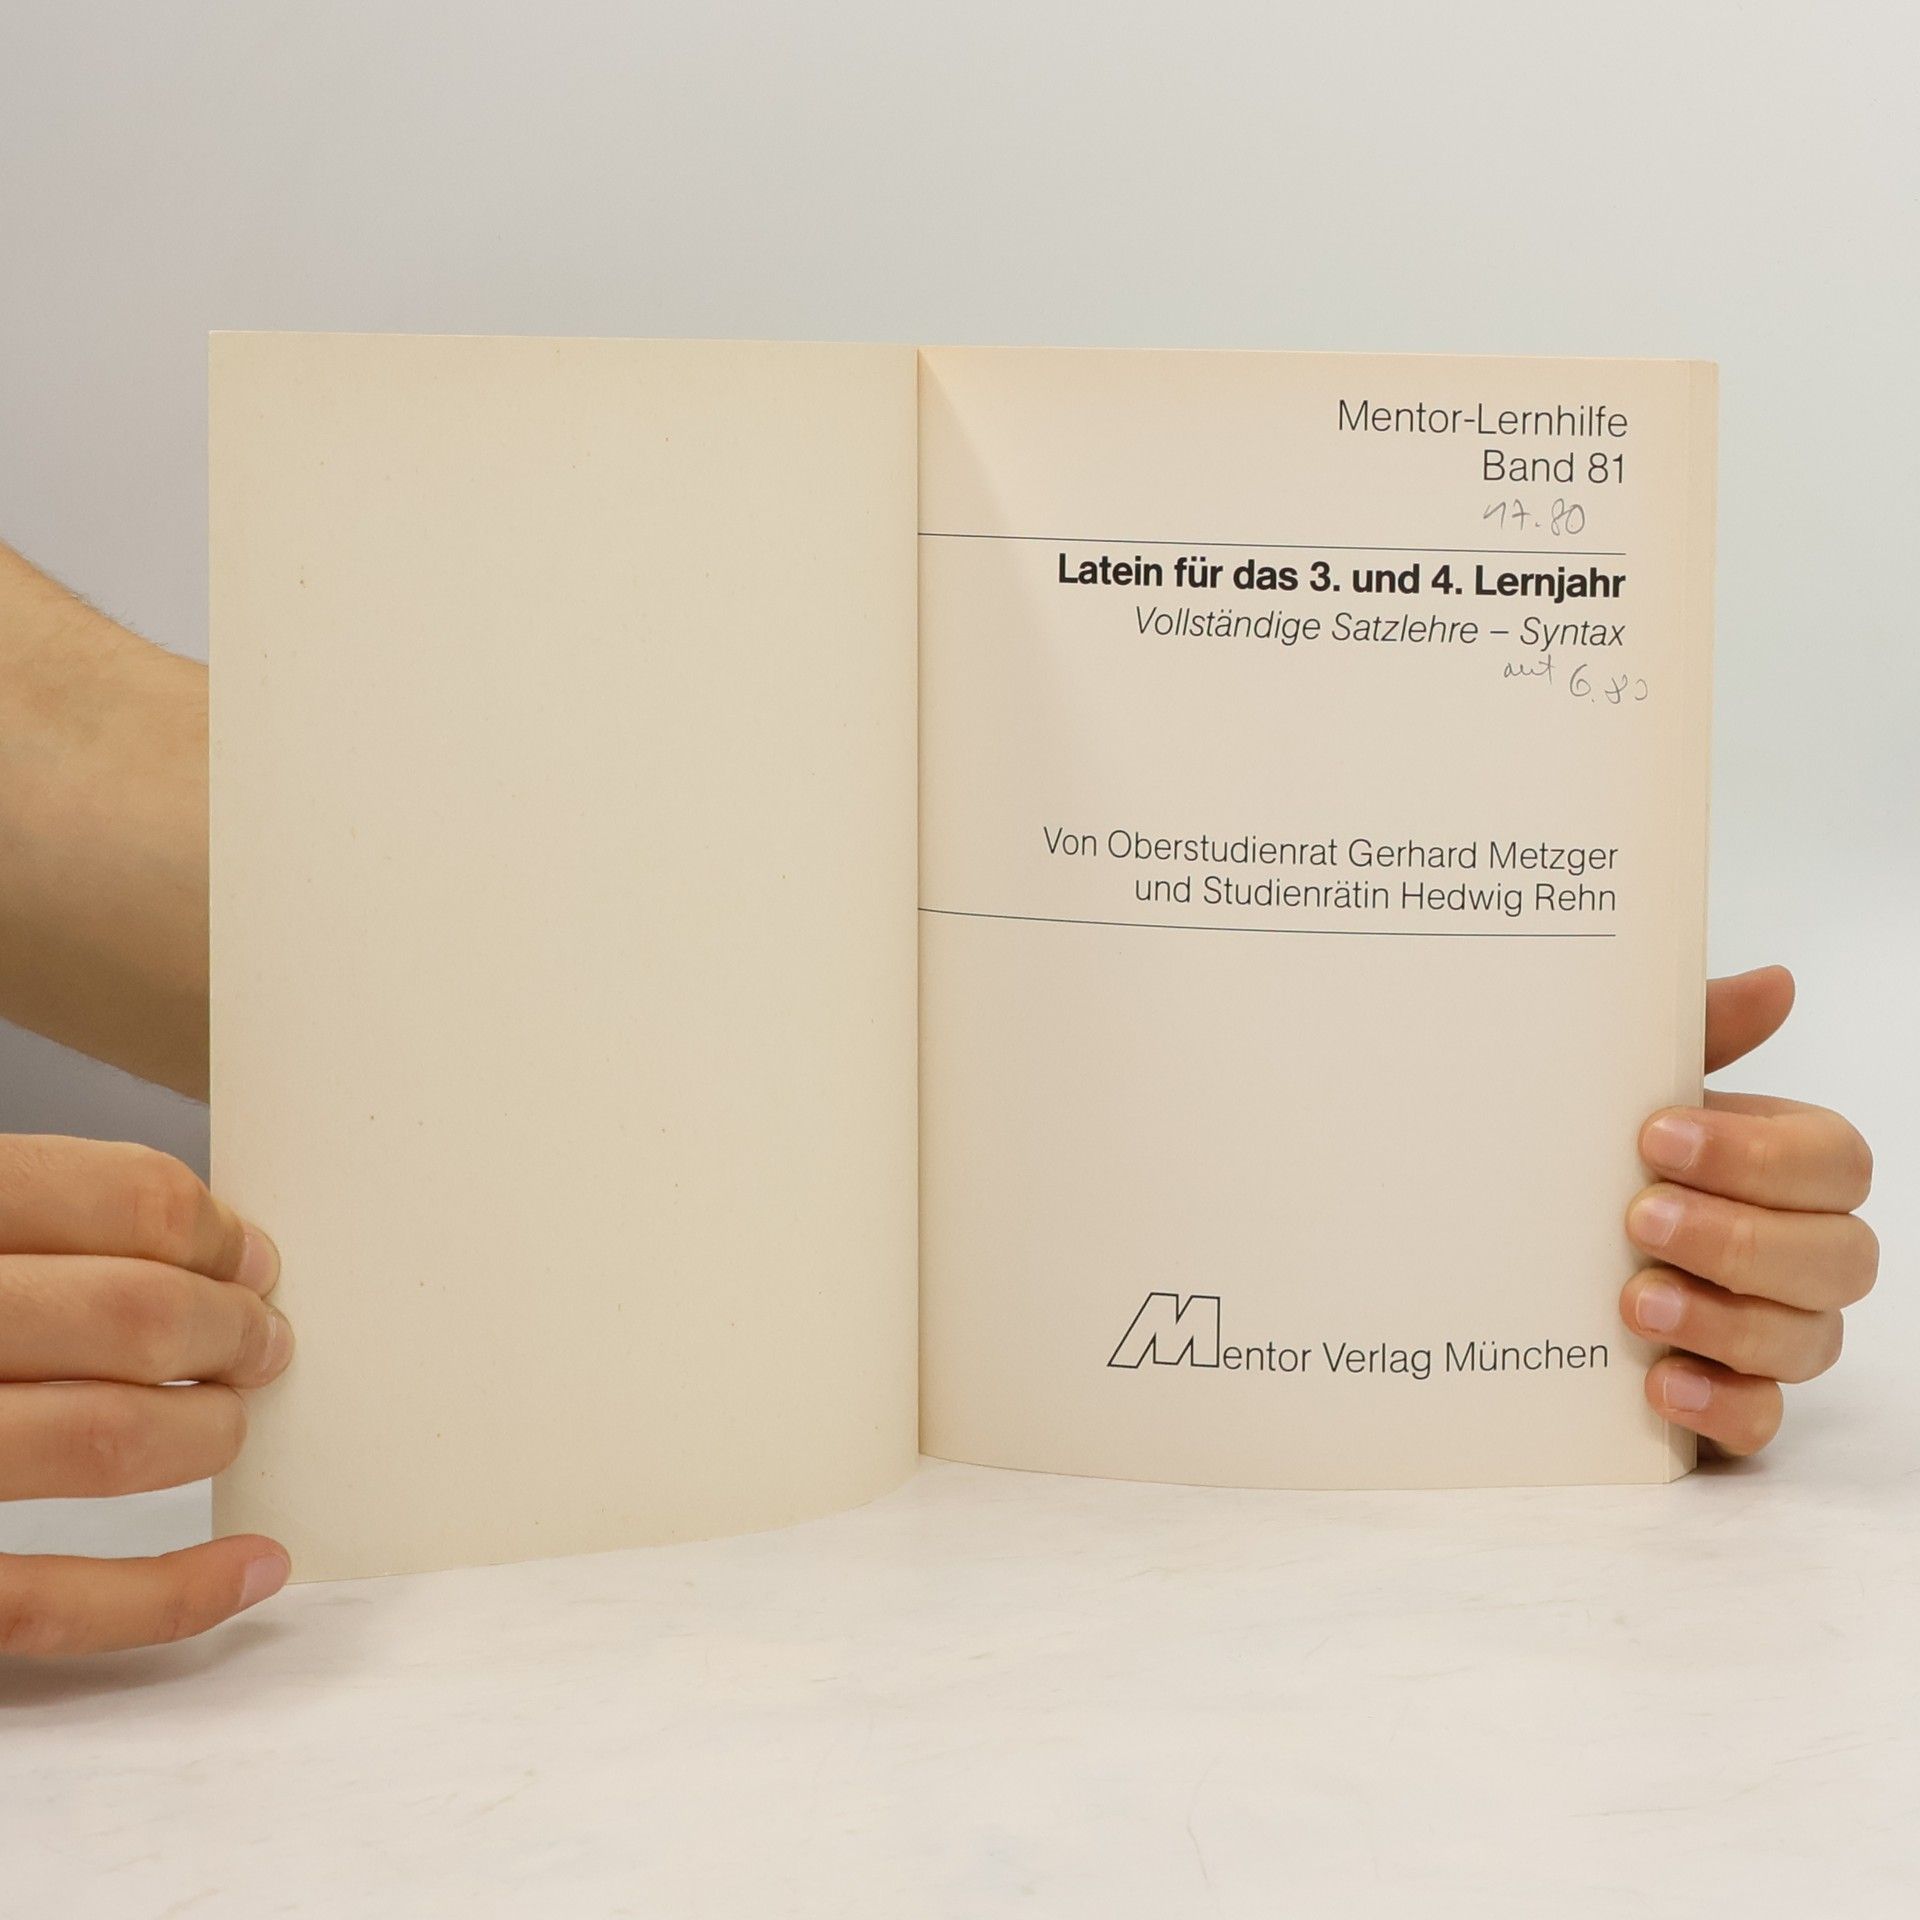 Mentor-Lernhilfe
Band 81
17.80
Latein für das 3. und 4. Lernjahr
Vollständige Satzlehre – Syntax
ant 6.80
Von Oberstudienrat Gerhard Metzger
und Studienrätin Hedwig Rehn
Mentor Verlag München